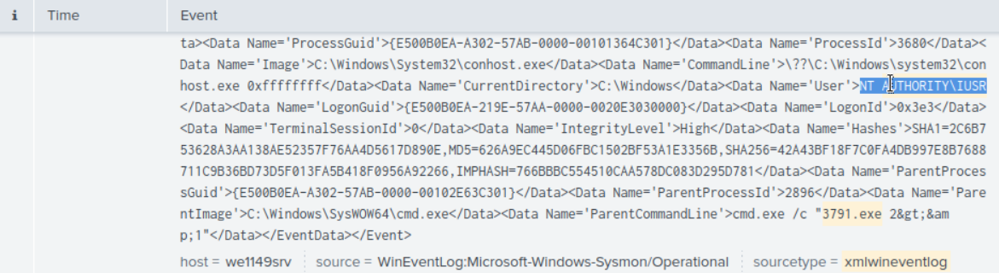 i Time Event
ta><Data Name='ProcessGuid'>{E500B0EA-A302-57AB-0000-00101364C301}</Data><Data Name='ProcessId'>3680</Data><
Data Name='Image'>C:\Windows\System32\conhost.exe</Data><Data Name='CommandLine'>\??\C:\Windows\system32\con
host.exe 0xffffffff</Data><Data Name='CurrentDirectory'>C:\Windows</Data><Data Name='User'>NT AUTHORITY\IUSR
</Data><Data Name='LogonGuid'>{E500B0EA-219E-57AA-0000-0020E3030000}</Data><Data Name='LogonId'>0x3e3</Data>
<Data Name='TerminalSessionId'>0</Data><Data Name='IntegrityLevel'>High</Data><Data Name='Hashes'>SHA1=2C6B7
53628A3AA138AE52357F76AA4D5617D890E,MD5=626A9EC445D06FBC1502BF53A1E3356B,SHA256=42A43BF18F7C0FA4DB997E8B7688
711C9B36BD73D5F013FA5B418F0956A92266,IMPHASH=766BBBC554510CAA578DC083D295D781</Data><Data Name='ParentProces
sGuid'>{E500B0EA-A302-57AB-0000-00102E63C301}</Data><Data Name='ParentProcessId'>2896</Data><Data Name='Pare
ntImage'>C:\Windows\SysWOW64\cmd.exe</Data><Data Name='ParentCommandLine'>cmd.exe /c "3791.exe 2&gt;&am
p;1"</Data></EventData></Event>
host = we1149srv source = WinEventLog:Microsoft-Windows-Sysmon/Operational sourcetype = xmlwineventlog